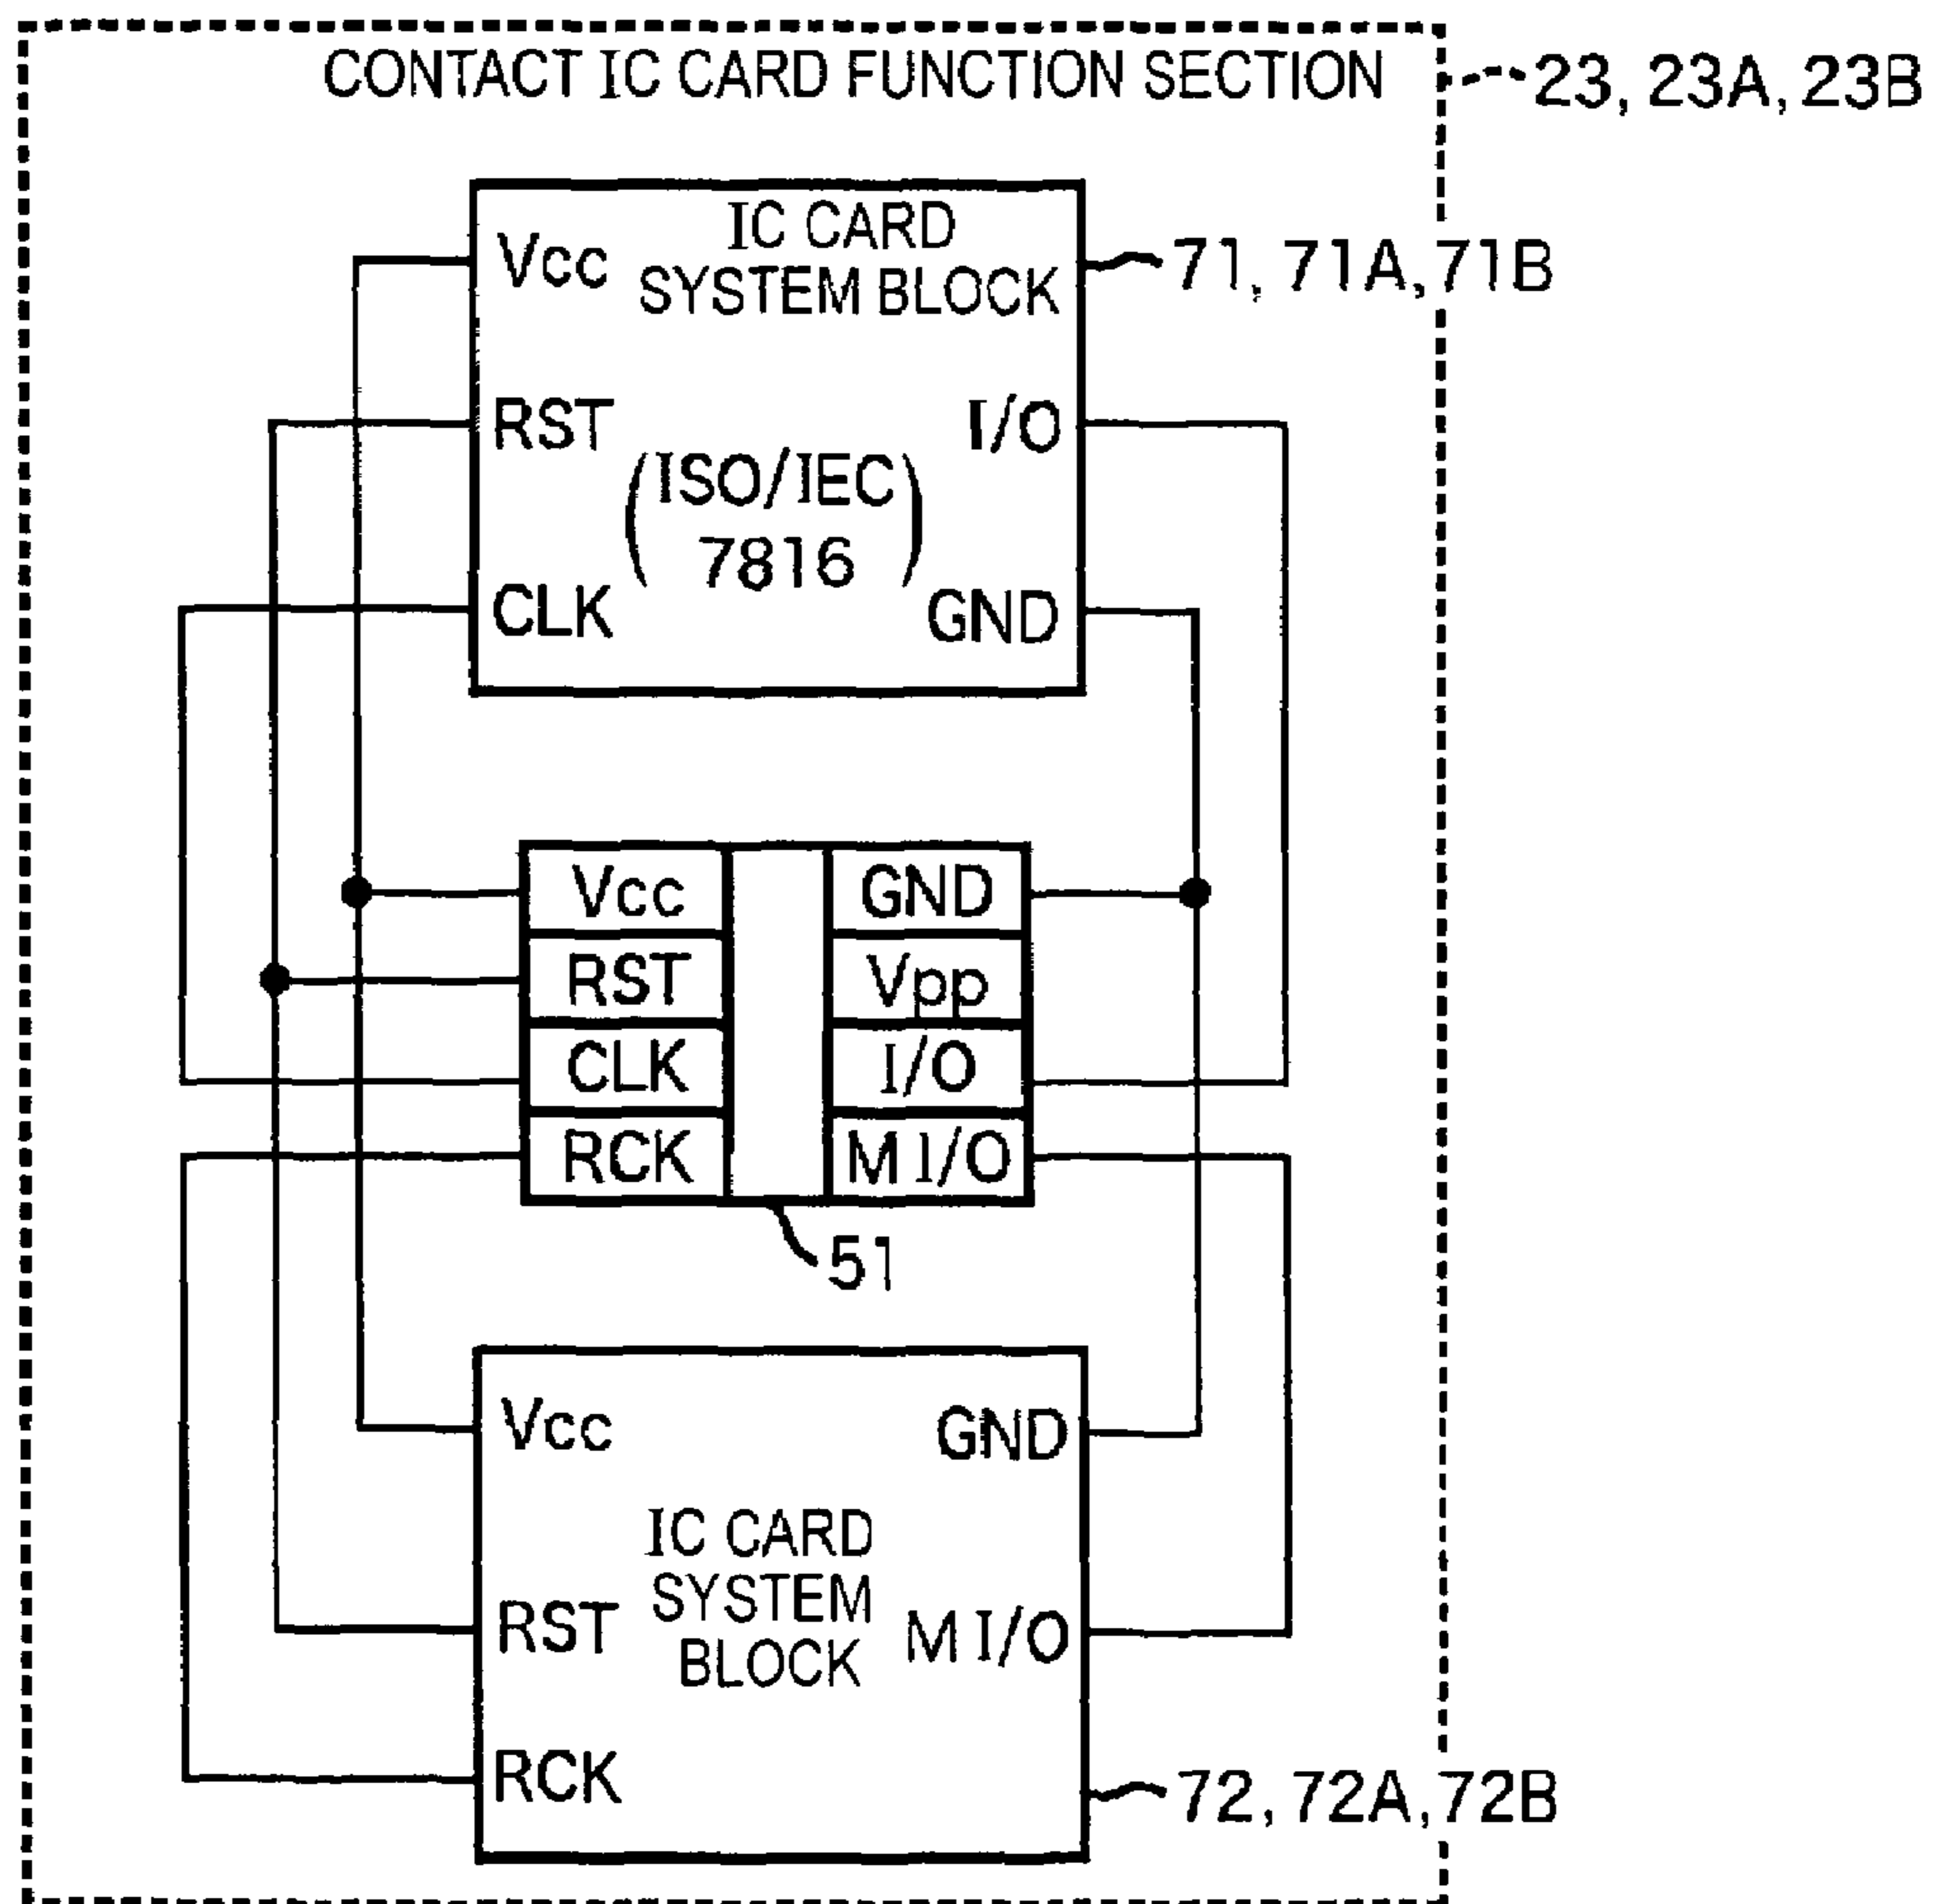 CONTACT IC CARD FUNCTION SECTION
23, 23A, 23B
IC CARD
SYSTEM BLOCK
71, 71A, 71B
Vcc
RST
I/O
(ISO/IEC
7816)
CLK
GND
Vcc
GND
RST
Vpp
CLK
I/O
RCK
M I/O
51
Vcc
GND
IC CARD
SYSTEM
BLOCK
RST
M I/O
RCK
72, 72A, 72B